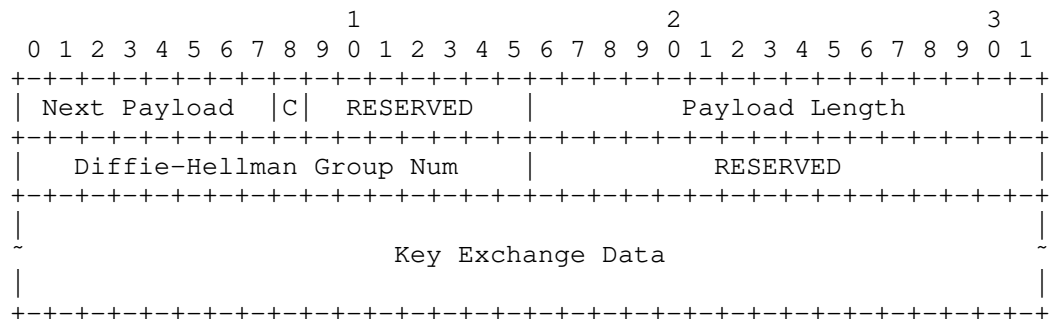 1                   2                   3
 0 1 2 3 4 5 6 7 8 9 0 1 2 3 4 5 6 7 8 9 0 1 2 3 4 5 6 7 8 9 0 1
+-+-+-+-+-+-+-+-+-+-+-+-+-+-+-+-+-+-+-+-+-+-+-+-+-+-+-+-+-+-+-+-+
| Next Payload  |C|  RESERVED   |         Payload Length        |
+-+-+-+-+-+-+-+-+-+-+-+-+-+-+-+-+-+-+-+-+-+-+-+-+-+-+-+-+-+-+-+-+
|   Diffie-Hellman Group Num    |           RESERVED            |
+-+-+-+-+-+-+-+-+-+-+-+-+-+-+-+-+-+-+-+-+-+-+-+-+-+-+-+-+-+-+-+-+
|                                                               |
~                       Key Exchange Data                       ~
|                                                               |
+-+-+-+-+-+-+-+-+-+-+-+-+-+-+-+-+-+-+-+-+-+-+-+-+-+-+-+-+-+-+-+-+